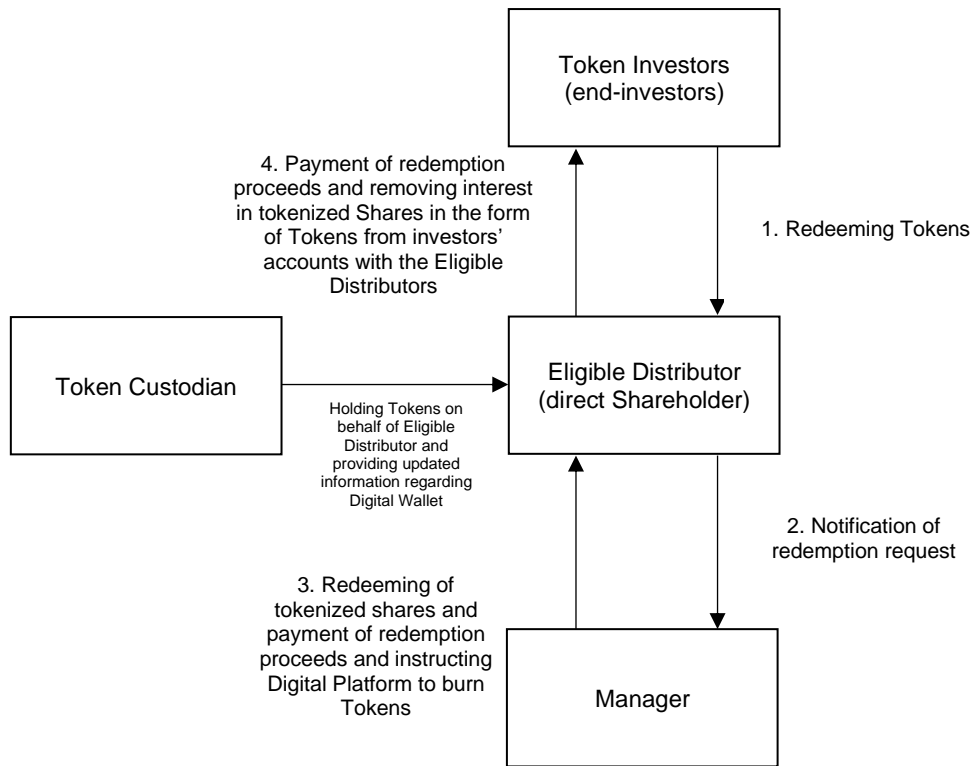 Token Investors
(end-investors)
4. Payment of redemption
proceeds and removing interest
in tokenized Shares in the form
of Tokens from investors’
accounts with the Eligible
Distributors
1. Redeeming Tokens
Token Custodian
Eligible Distributor
(direct Shareholder)
Holding Tokens on
behalf of Eligible
Distributor and
providing updated
information regarding
Digital Wallet
2. Notification of
redemption request
3. Redeeming of
tokenized shares and
payment of redemption
proceeds and instructing
Digital Platform to burn
Tokens
Manager